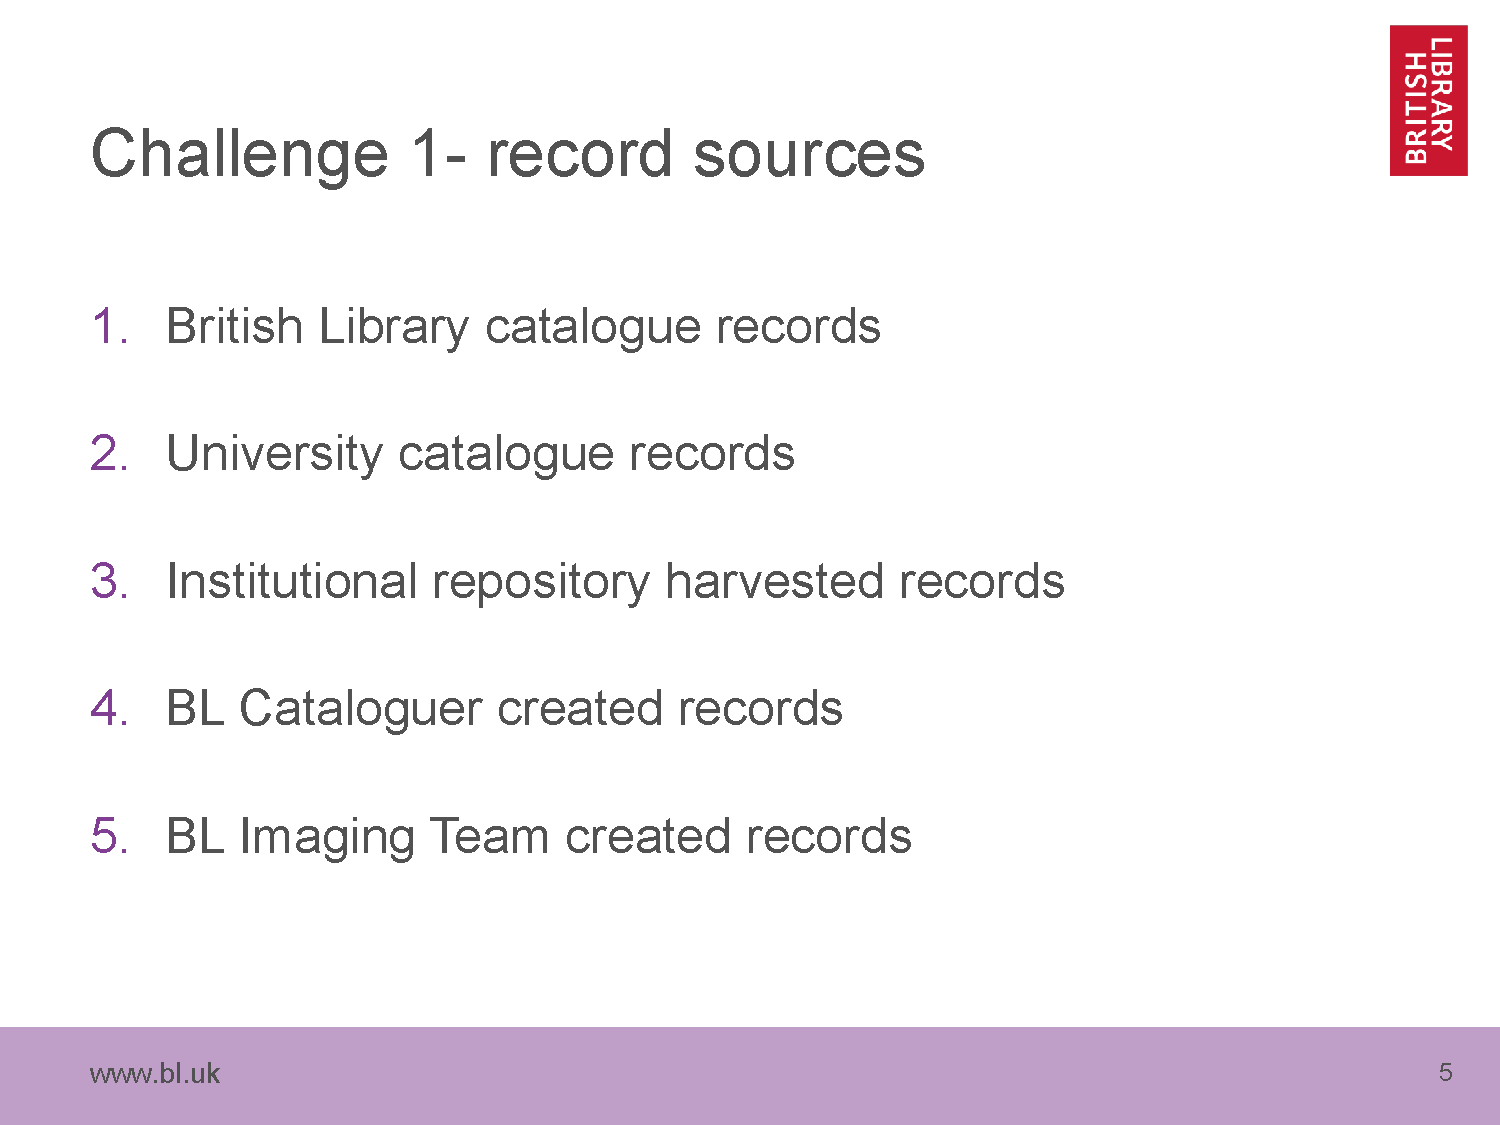 BRITISH
LIBRARY
Challenge 1- record sources
1. British Library catalogue records
2. University catalogue records
3. Institutional repository harvested records
4. BL Cataloguer created records
5. BL Imaging Team created records
www.bl.uk
5